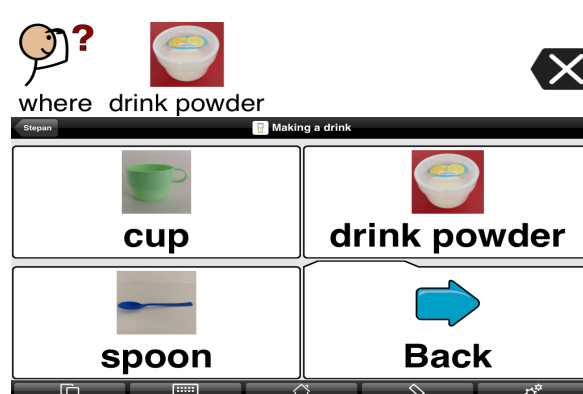 ?
where drink powder
Stepan
Making a drink
cup
drink powder
spoon
Back